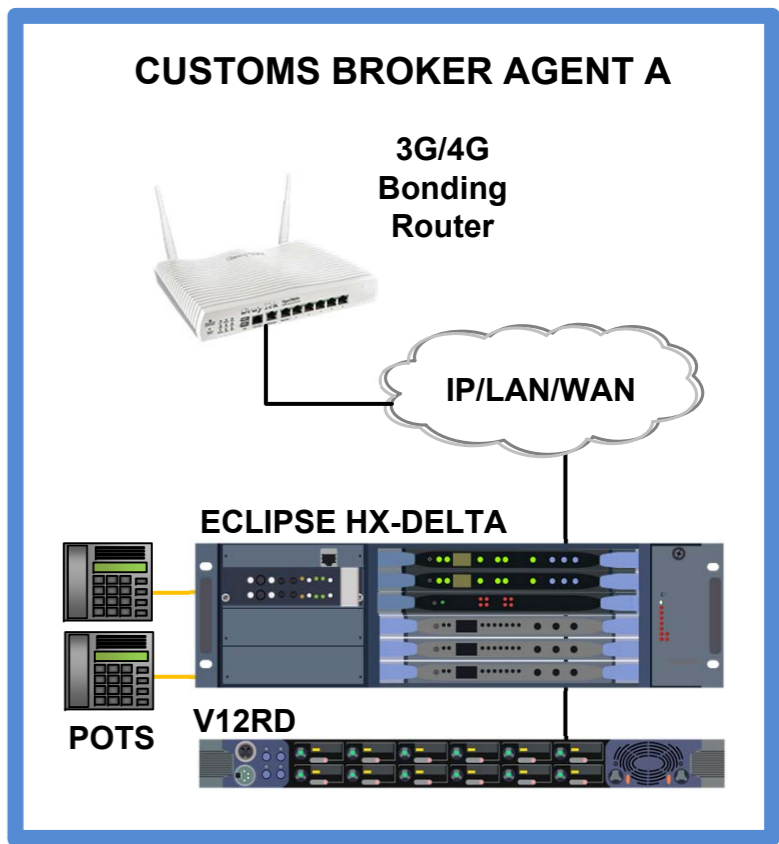 CUSTOMS BROKER AGENT A
3G/4G
Bonding
Router
IP/LAN/WAN
ECLIPSE HX-DELTA
POTS
V12RD